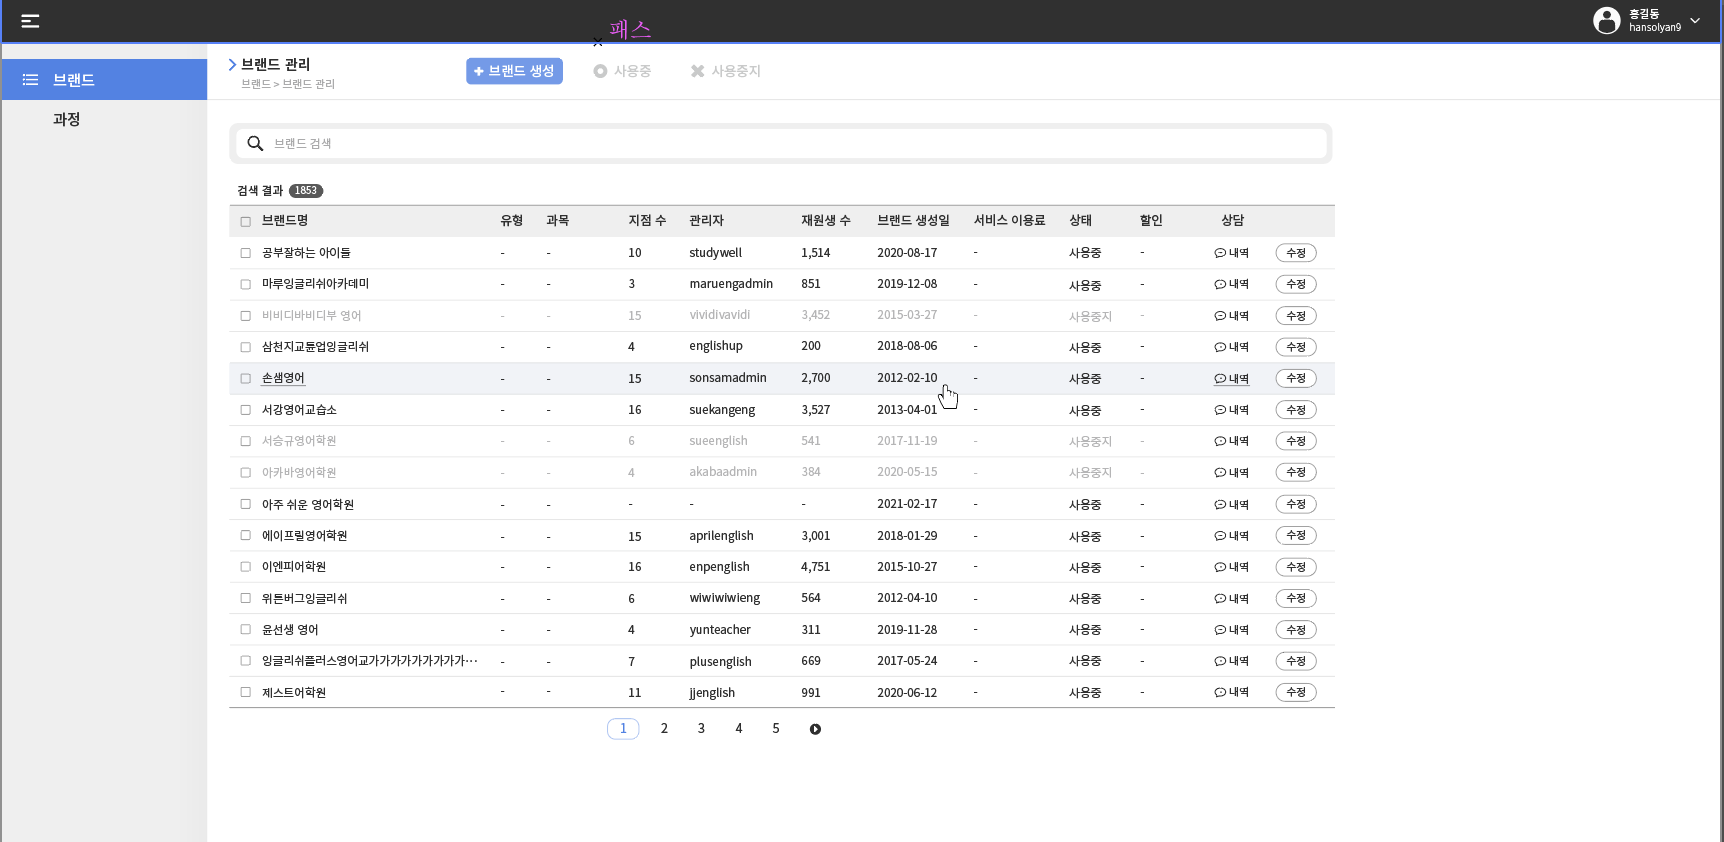 패스
홍길동
hansolyan9
브랜드
과정
브랜드 관리
브랜드 > 브랜드 관리
+ 브랜드 생성 사용중 사용중지
브랜드 검색
검색 결과 1853
브랜드명 유형 과목 지점 수 관리자 재원생 수 브랜드 생성일 서비스 이용료 상태 할인 상담
공부잘하는 아이들 - - 10 studywell 1,514 2020-08-17 - 사용중 - 내역 수정
마루잉글리쉬아카데미 - - 3 maruengadmin 851 2019-12-08 - 사용중 - 내역 수정
비비디바비디부 영어 - - 15 vividivavidi 3,452 2015-03-27 - 사용중지 - 내역 수정
삼천지교튼업잉글리쉬 - - 4 englishup 200 2018-08-06 - 사용중 - 내역 수정
손샘영어 - - 15 sonsamadmin 2,700 2012-02-10 - 사용중 - 내역 수정
서강영어교습소 - - 16 suekangeng 3,527 2013-04-01 - 사용중 - 내역 수정
서승규영어학원 - - 6 sueenglish 541 2017-11-19 - 사용중지 - 내역 수정
아카바영어학원 - - 4 akabaadmin 384 2020-05-15 - 사용중지 - 내역 수정
아주 쉬운 영어학원 - - - - - 2021-02-17 - 사용중 - 내역 수정
에이프릴영어학원 - - 15 aprilenglish 3,001 2018-01-29 - 사용중 - 내역 수정
이엔피어학원 - - 16 enpenglish 4,751 2015-10-27 - 사용중 - 내역 수정
위튼버그잉글리쉬 - - 6 wiwiwiwieng 564 2012-04-10 - 사용중 - 내역 수정
윤선생 영어 - - 4 yunteacher 311 2019-11-28 - 사용중 - 내역 수정
잉글리쉬플러스영어교가가가가가가가가가··· - - 7 plusenglish 669 2017-05-24 - 사용중 - 내역 수정
제스트어학원 - - 11 jjenglish 991 2020-06-12 - 사용중 - 내역 수정
1 2 3 4 5